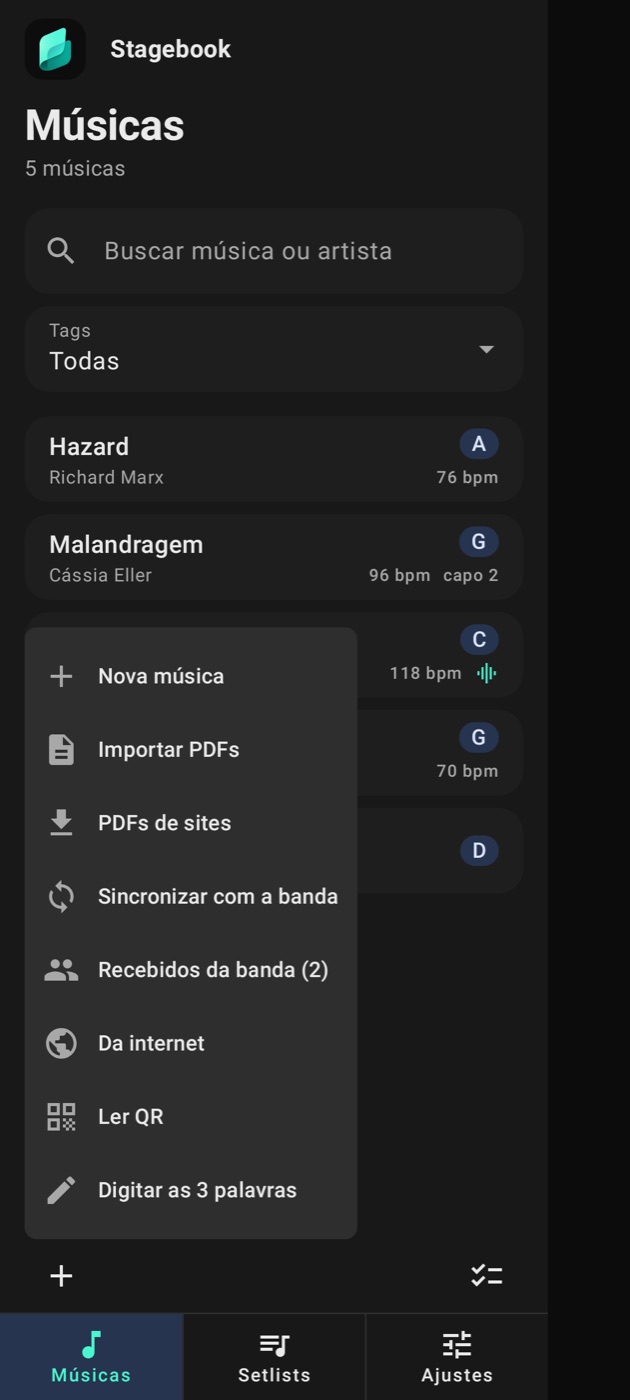 Stagebook
Músicas
5 músicas
Buscar música ou artista
Tags
Todas
Hazard
A
Richard Marx
76 bpm
Malandragem
G
Cássia Eller
96 bpm capo 2
C
118 bpm
G
70 bpm
D
Nova música
Importar PDFs
PDFs de sites
Sincronizar com a banda
Recebidos da banda (2)
Da internet
Ler QR
Digitar as 3 palavras
Músicas
Setlists
Ajustes